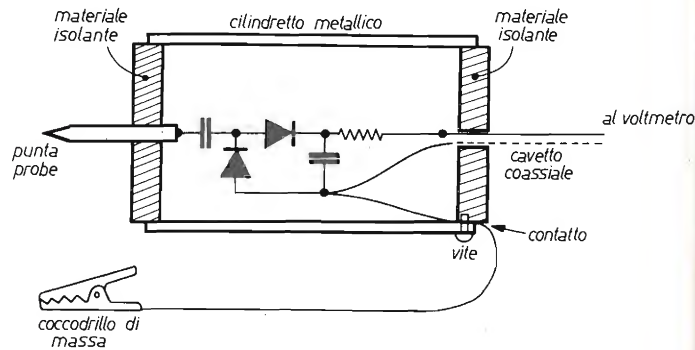 materiale
isolante
cilindretto metallico
materiale
isolante
al voltmetro
punta
probe
cavetto
coassiale
contatto
vite
coccodrillo di
massa